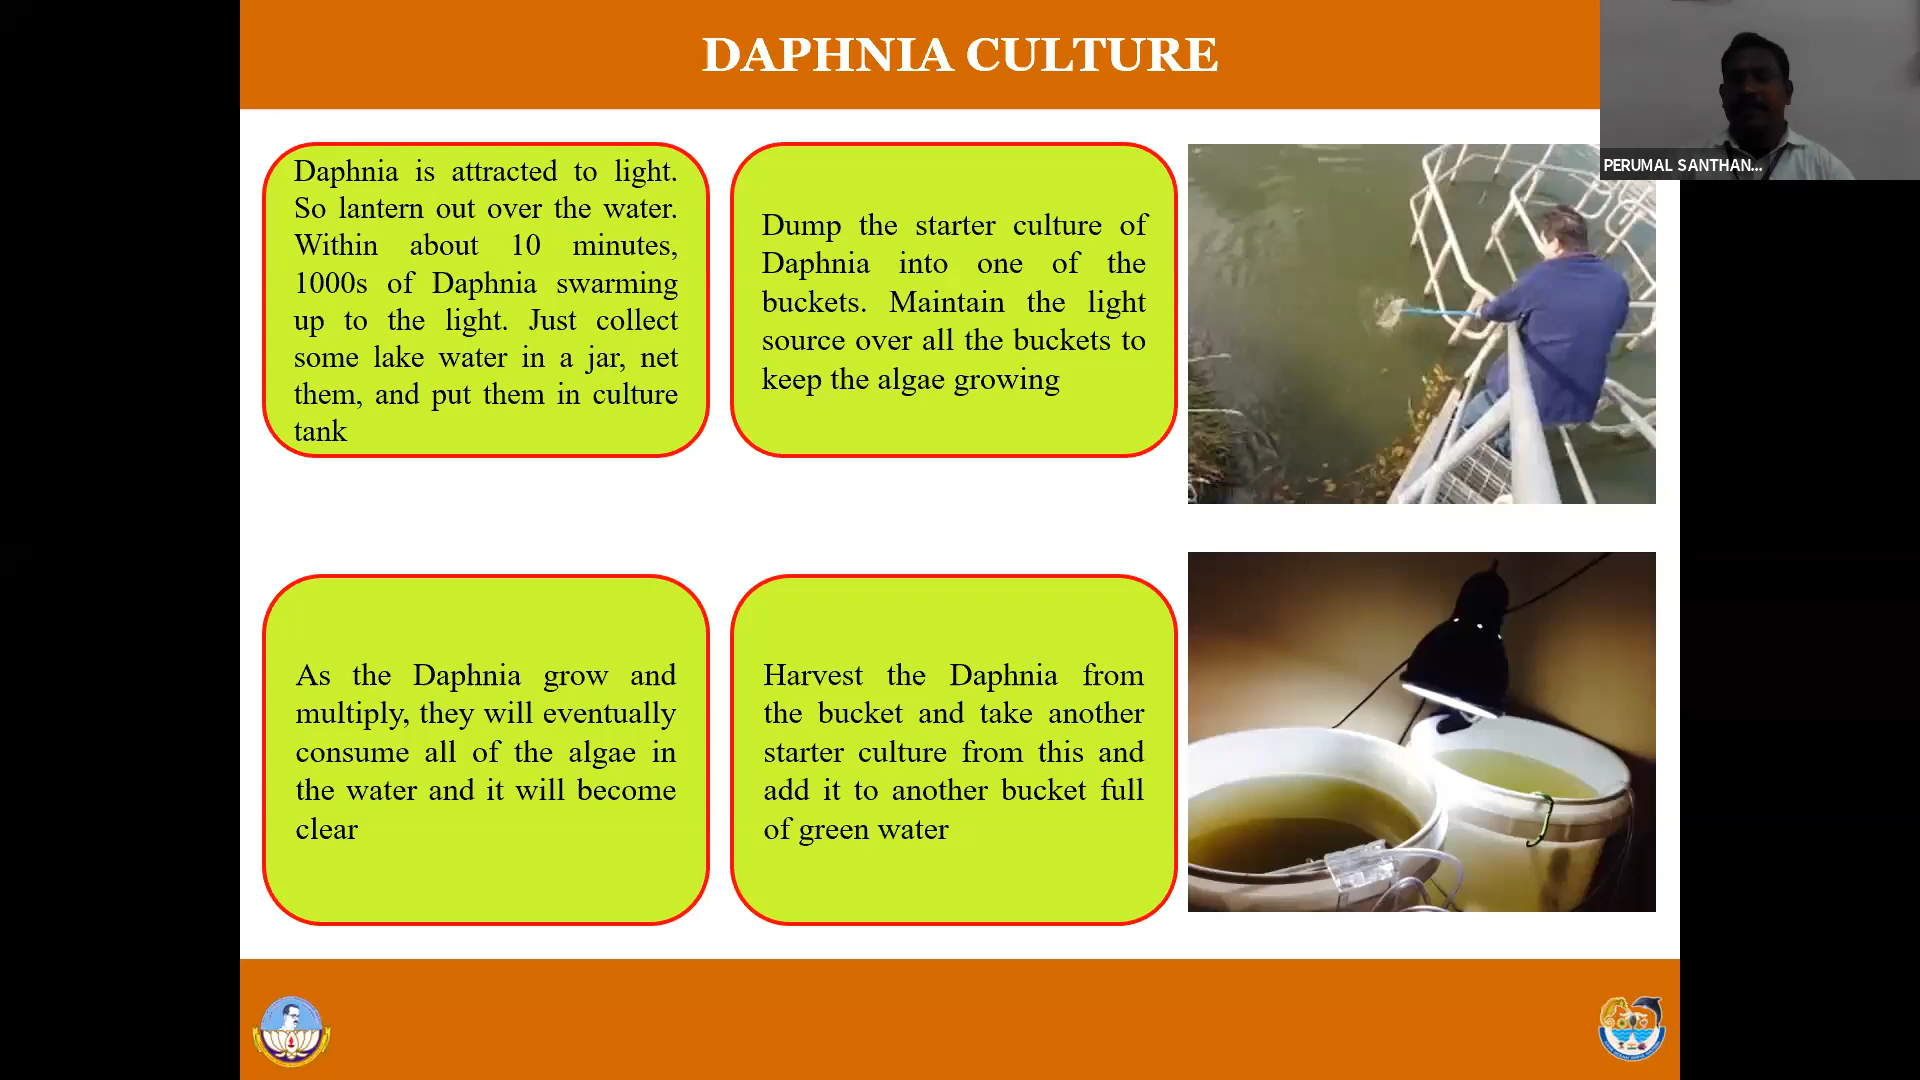 DAPHNIA CULTURE
PERUMAL SANTHAN...
Daphnia is attracted to light.
So lantern out over the water.
Within about 10 minutes,
1000s of Daphnia swarming
up to the light. Just collect
some lake water in a jar, net
them, and put them in culture
tank
Dump the starter culture of
Daphnia into one of the
buckets. Maintain the light
source over all the buckets to
keep the algae growing
As the Daphnia grow and
multiply, they will eventually
consume all of the algae in
the water and it will become
clear
Harvest the Daphnia from
the bucket and take another
starter culture from this and
add it to another bucket full
of green water